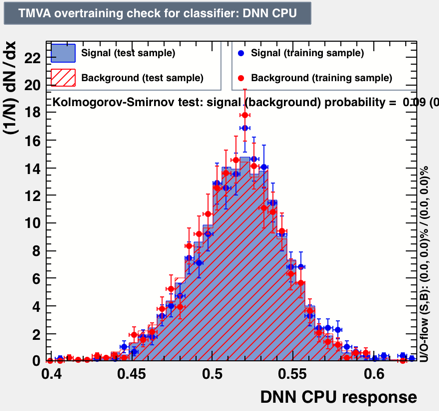 TMVA overtraining check for classifier: DNN CPU
(1/N) dN / dx
Signal (test sample)
Background (test sample)
Signal (training sample)
Background (training sample)
Kolmogorov-Smirnov test: signal (background) probability = 0.09 (0
22
20
18
16
14
12
10
8
6
4
2
0
0.4
0.45
0.5
0.55
0.6
DNN CPU response
U/O-flow (S,B): (0.0, 0.0)% / (0.0, 0.0)%